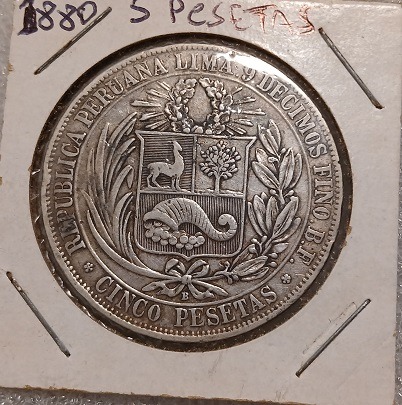 1880 5 PESETAS
REPUBLICA PERUANA LIMA. 9 DECIMOS FINO B.F.
CINCO PESETAS
B